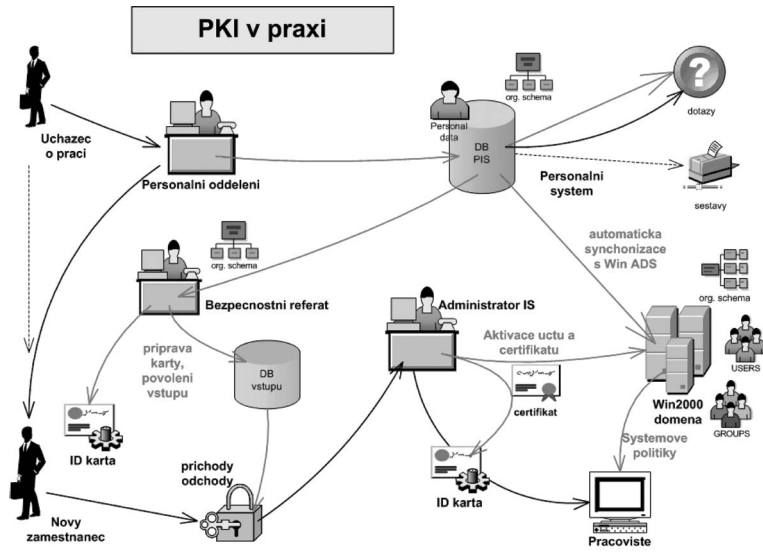 PKI v praxi
org. schema
dotazy
Uchazec
o praci
Personal
data
DB
PIS
Personalni oddeleni
Personalni
system
sestavy
org. schema
automaticka
synchonizace
s Win ADS
org. schema
Bezpecnostni referat
Administrator IS
Aktivace uctu a
certifikatu
priprava
karty,
povoleni
vstupu
DB
vstupu
USERS
certifikat
Win2000
domena
GROUPS
ID karta
Systemove
politiky
prichody
odchody
ID karta
Novy
zamestnanec
Pracoviste